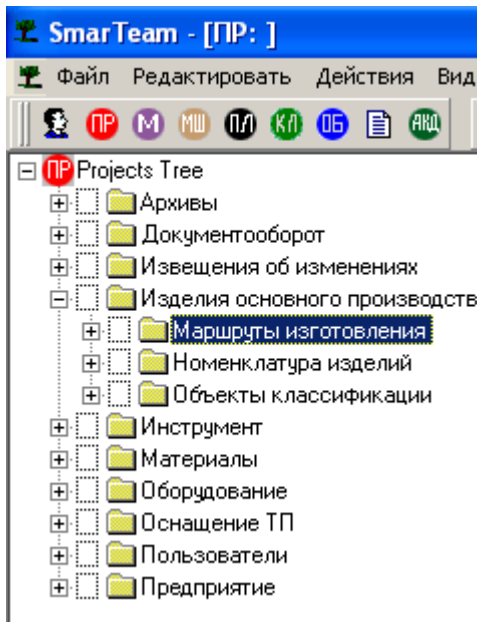 SmarTeam - [ПР: ]
Файл Редактировать Действия Вид
ПР М МШ ПЛ КЛ ОБ АКД
ПР Projects Tree
Архивы
Документооборот
Извещения об изменениях
Изделия основного производств
Маршруты изготовления
Номенклатура изделий
Объекты классификации
Инструмент
Материалы
Оборудование
Оснащение ТП
Пользователи
Предприятие